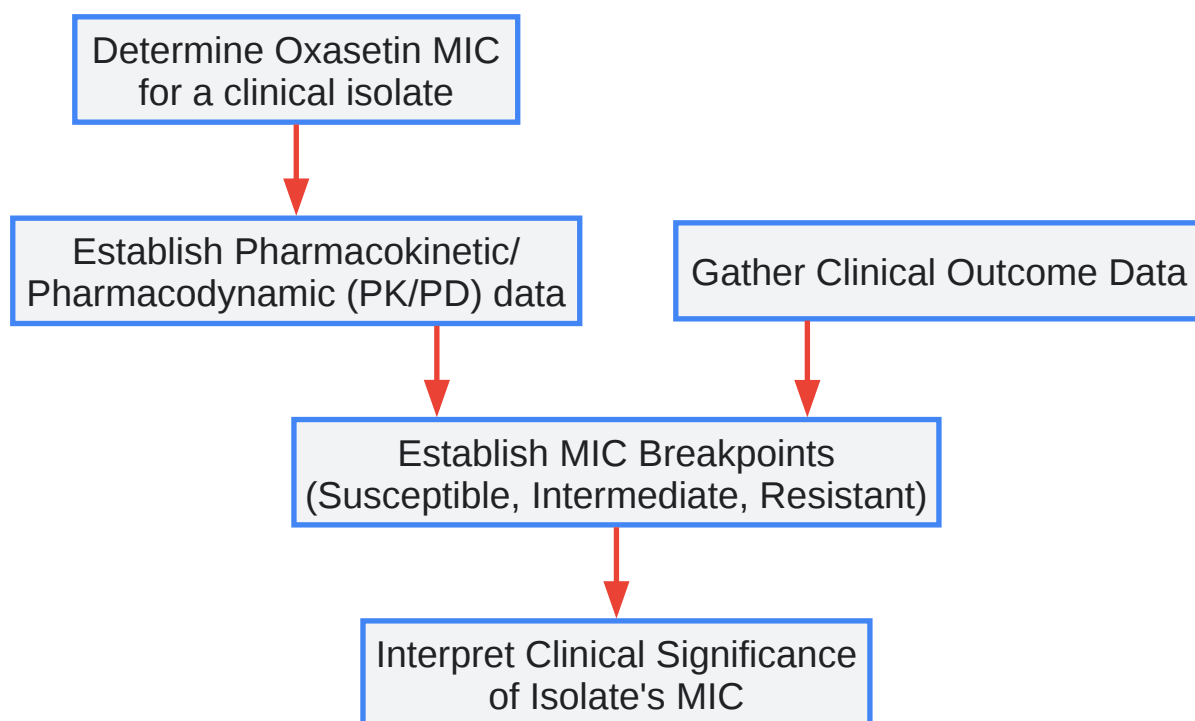 Determine Oxasetin MIC
for a clinical isolate
Establish Pharmacokinetic/
Pharmacodynamic (PK/PD) data
Gather Clinical Outcome Data
Establish MIC Breakpoints
(Susceptible, Intermediate, Resistant)
Interpret Clinical Significance
of Isolate's MIC